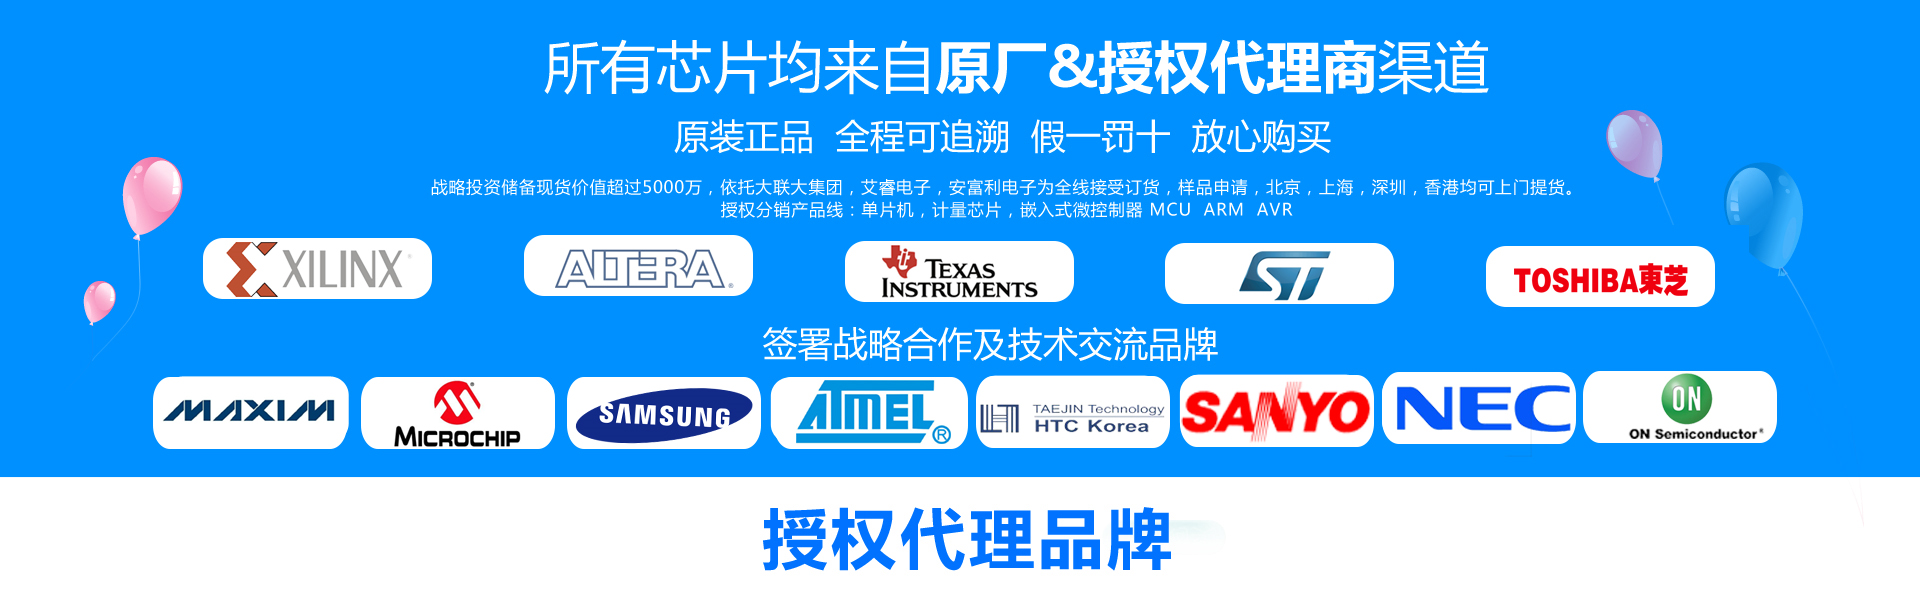 所有芯片均来自原厂&授权代理商渠道
原装正品 全程可追溯 假一罚十 放心购买
战略投资储备现货价值超过5000万，依托大联大集团，艾睿电子，安富利电子为全线接受订货，样品申请，北京，上海，深圳，香港均可上门提货。
授权分销产品线：单片机，计量芯片，嵌入式微控制器 MCU ARM AVR
XILINX®
ALTERA®
TEXAS INSTRUMENTS
ST
TOSHIBA東芝
签署战略合作及技术交流品牌
MAXIM
MICROCHIP®
SAMSUNG
ATMEL®
TAEJIN Technology
HTC Korea
SANYO
NEC
ON
ON Semiconductor®
授权代理品牌